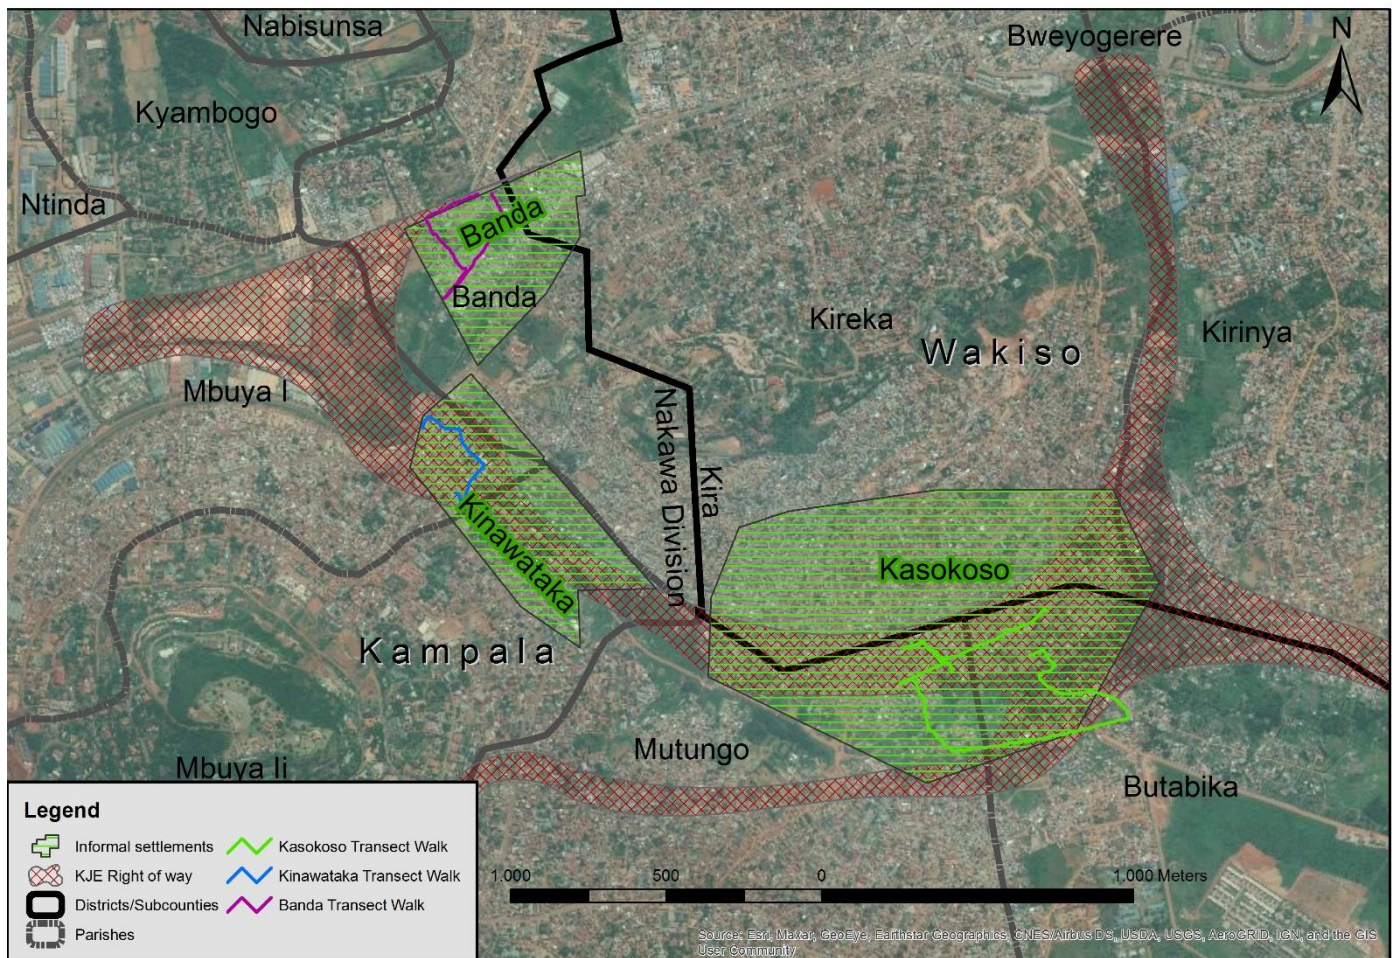 Nabisunsa
Bweyogerere
N
Kyambogo
Ntinda
Banda
Banda
Kireka
Wakiso
Kirinya
Mbuya I
Nakawa Division
Kira
Kinawataka
Kasokoso
Kampala
Mutungo
Mbuya Ii
Butabika
Legend
Informal settlements
KJE Right of way
Districts/Subcounties
Parishes
Kasokoso Transect Walk
Kinawataka Transect Walk
Banda Transect Walk
1.000 500 0 1.000 Meters
Source: Esri, Maxar, GeoEye, Earthstar Geographics, CNES/Airbus DS, USDA, USGS, AeroGRID, IGN, and the GIS
User Community